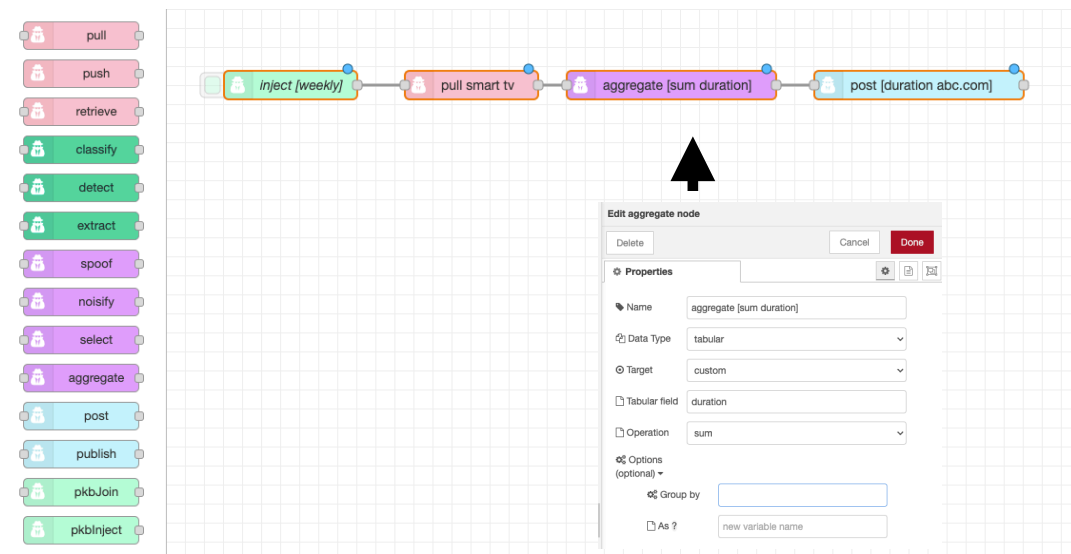 pull
push
retrieve
classify
detect
extract
spoof
noisify
select
aggregate
post
publish
pkbJoin
pkbInject
inject [weekly]
pull smart tv
aggregate [sum duration]
post [duration abc.com]
Edit aggregate node
Delete
Cancel
Done
Properties
Name
aggregate [sum duration]
Data Type
tabular
Target
custom
Tabular field
duration
Operation
sum
Options
(optional)
Group by
As ?
new variable name